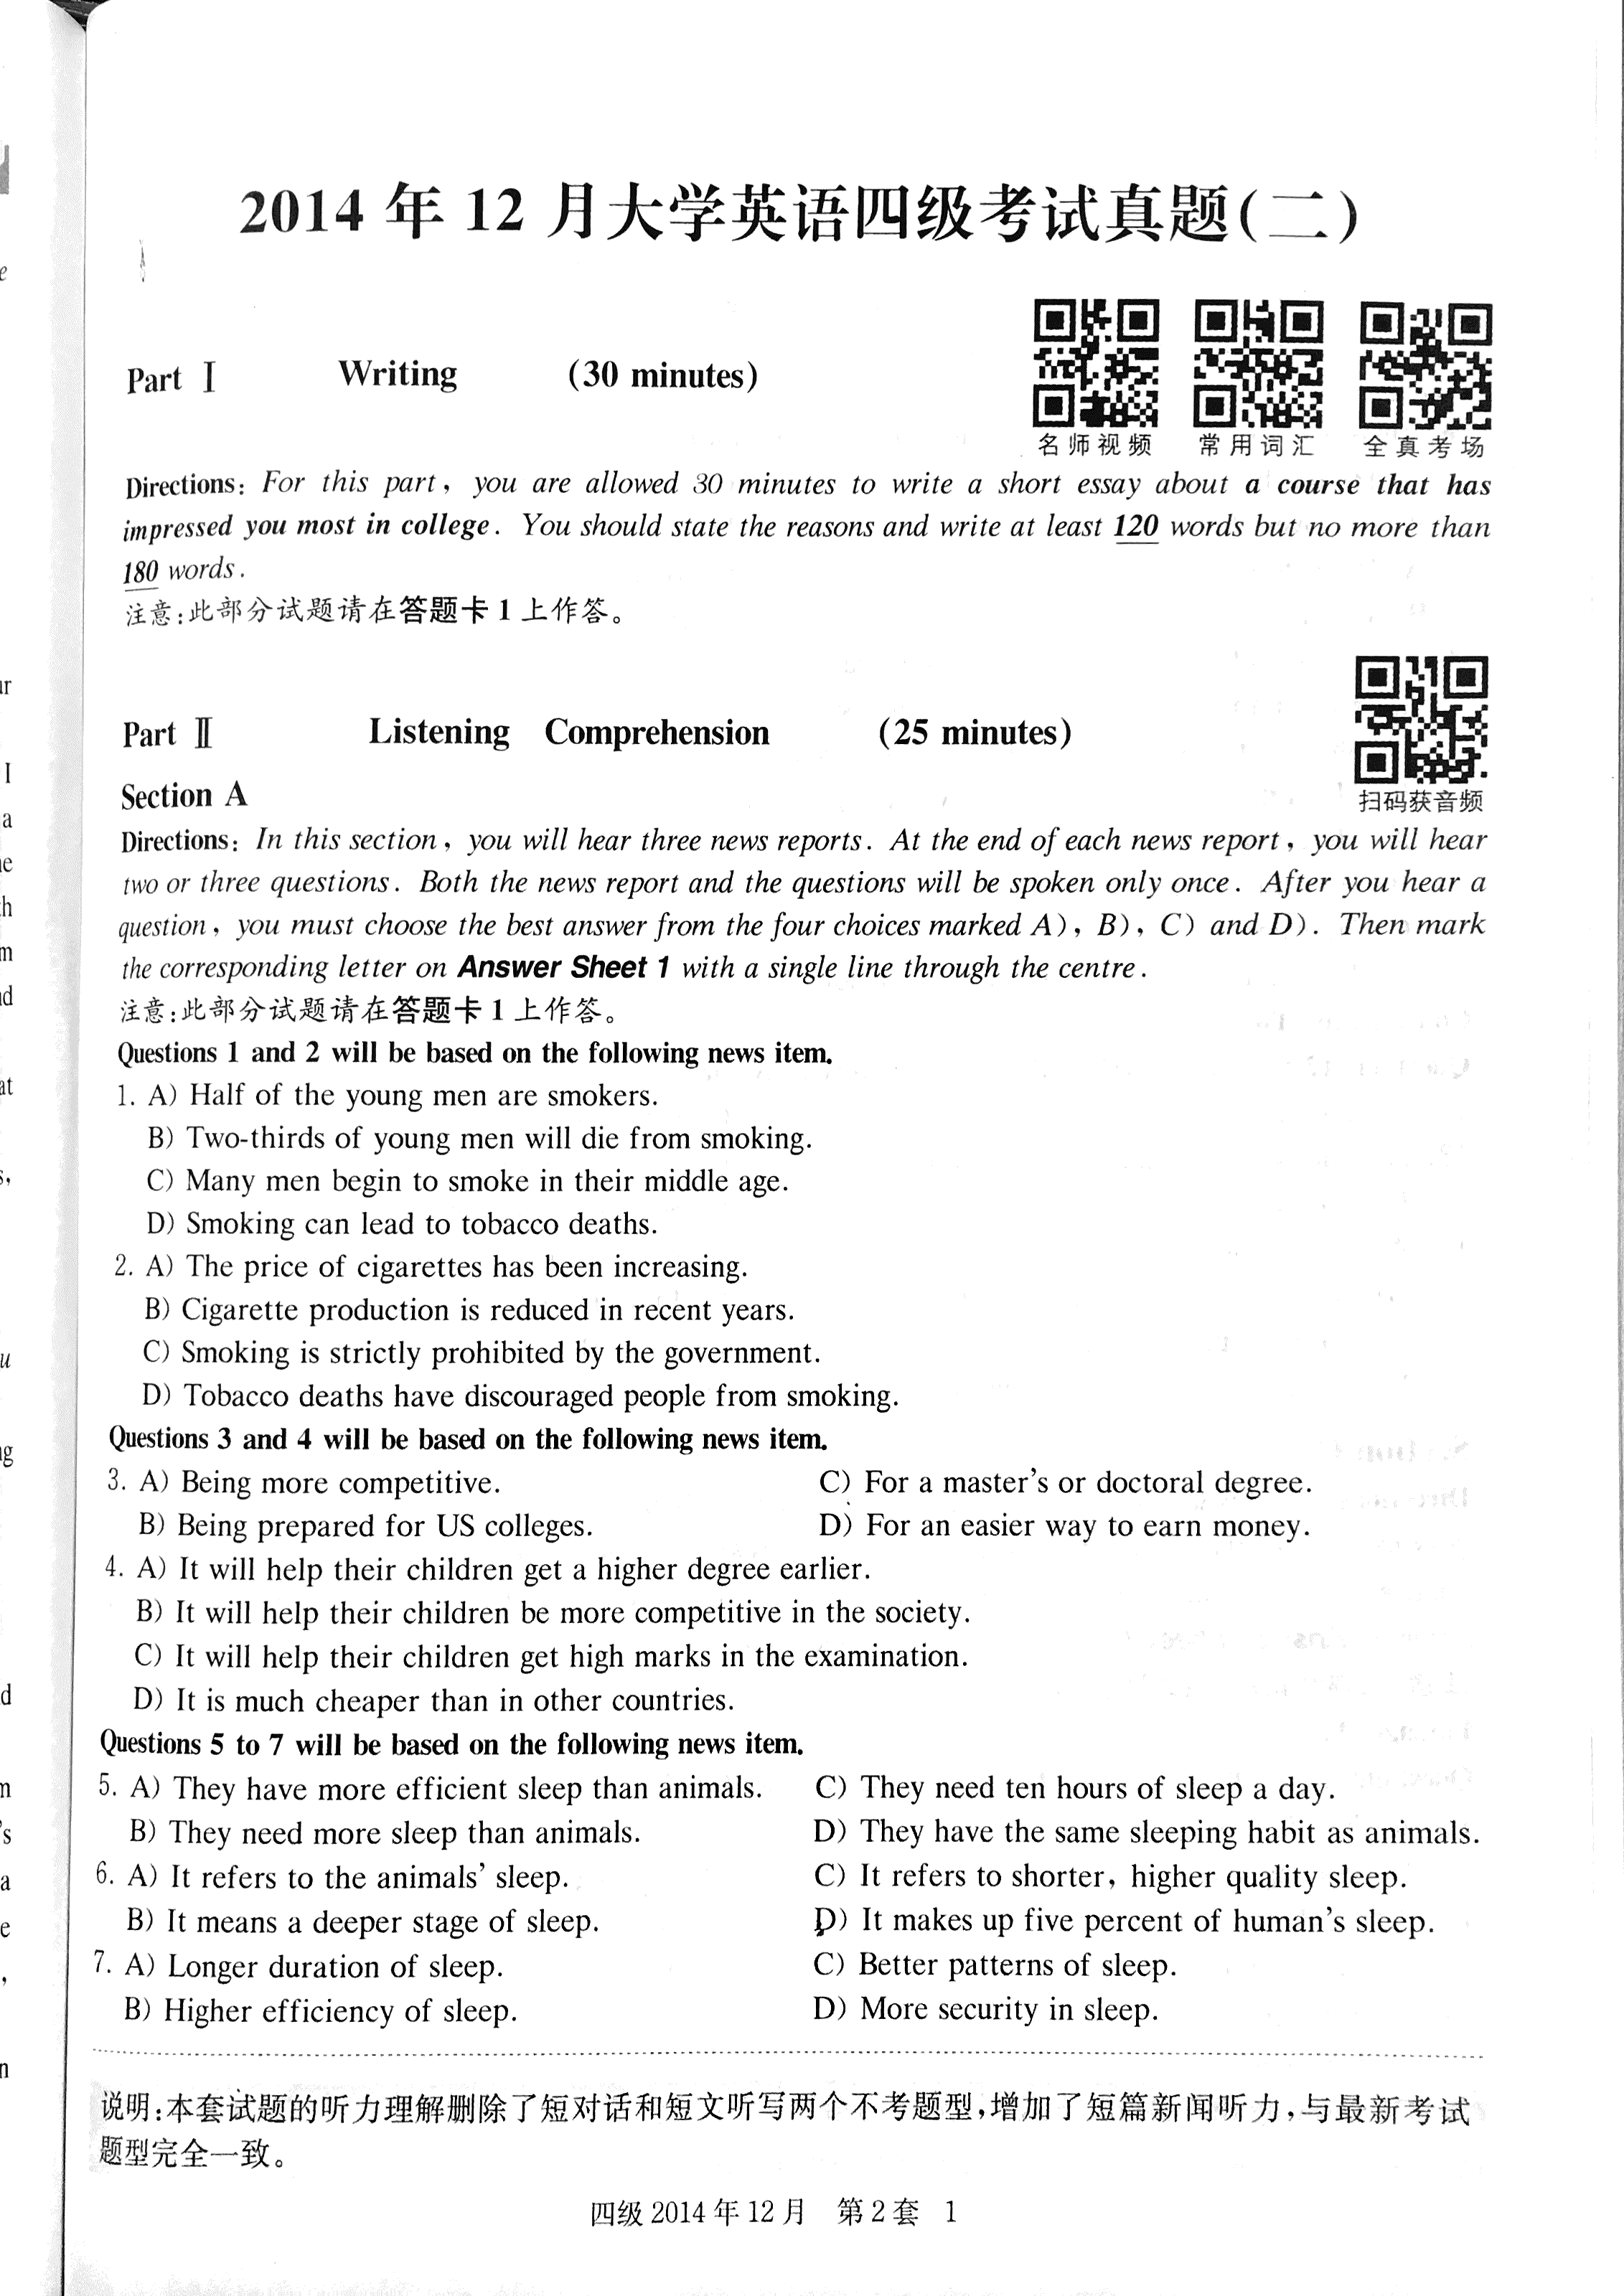 2014 年 12 月大学英语四级考试真题(二)
Part Ⅰ Writing (30 minutes)
名师视频 常用词汇 全真考场
Directions: For this part, you are allowed 30 minutes to write a short essay about a course that has
impressed you most in college. You should state the reasons and write at least 120 words but no more than
180 words.
注意:此部分试题请在答题卡 1 上作答。
Part Ⅱ Listening Comprehension (25 minutes)
扫码获音频
Section A
Directions: In this section, you will hear three news reports. At the end of each news report, you will hear
two or three questions. Both the news report and the questions will be spoken only once. After you hear a
question, you must choose the best answer from the four choices marked A), B), C) and D). Then mark
the corresponding letter on Answer Sheet 1 with a single line through the centre.
注意:此部分试题请在答题卡 1 上作答。
Questions 1 and 2 will be based on the following news item.
1. A) Half of the young men are smokers.
B) Two-thirds of young men will die from smoking.
C) Many men begin to smoke in their middle age.
D) Smoking can lead to tobacco deaths.
2. A) The price of cigarettes has been increasing.
B) Cigarette production is reduced in recent years.
C) Smoking is strictly prohibited by the government.
D) Tobacco deaths have discouraged people from smoking.
Questions 3 and 4 will be based on the following news item.
3. A) Being more competitive. C) For a master's or doctoral degree.
B) Being prepared for US colleges. D) For an easier way to earn money.
4. A) It will help their children get a higher degree earlier.
B) It will help their children be more competitive in the society.
C) It will help their children get high marks in the examination.
D) It is much cheaper than in other countries.
Questions 5 to 7 will be based on the following news item.
5. A) They have more efficient sleep than animals. C) They need ten hours of sleep a day.
B) They need more sleep than animals. D) They have the same sleeping habit as animals.
6. A) It refers to the animals' sleep. C) It refers to shorter, higher quality sleep.
B) It means a deeper stage of sleep. D) It makes up five percent of human's sleep.
7. A) Longer duration of sleep. C) Better patterns of sleep.
B) Higher efficiency of sleep. D) More security in sleep.
说明:本套试题的听力理解删除了短对话和短文听写两个不考题型,增加了短篇新闻听力,与最新考试
题型完全一致。
四级 2014 年 12 月 第 2 套 1